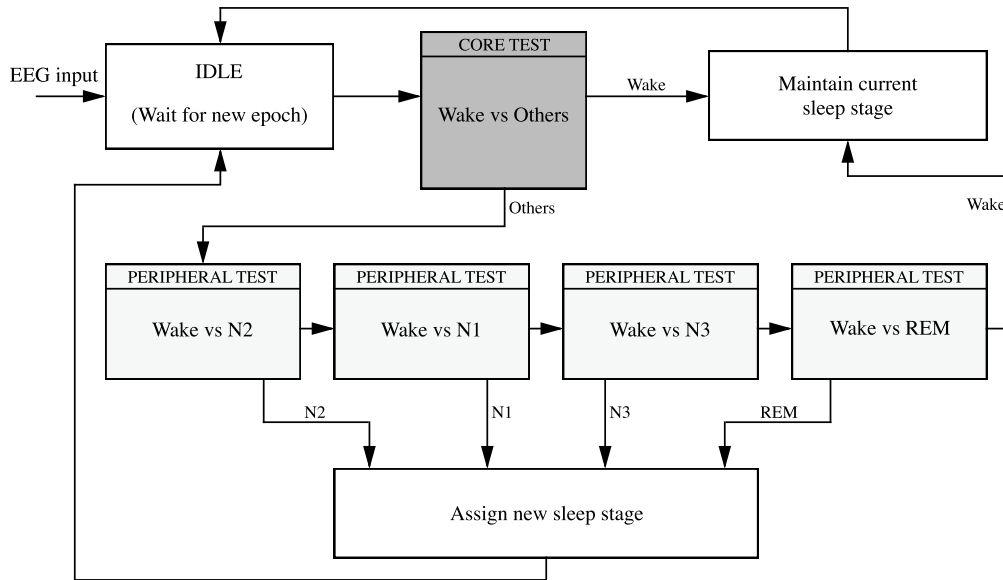 EEG input
IDLE
(Wait for new epoch)
CORE TEST
Wake vs Others
Wake
Maintain current
sleep stage
Wake
Others
PERIPHERAL TEST
Wake vs N2
PERIPHERAL TEST
Wake vs N1
PERIPHERAL TEST
Wake vs N3
PERIPHERAL TEST
Wake vs REM
N2
N1
N3
REM
Assign new sleep stage